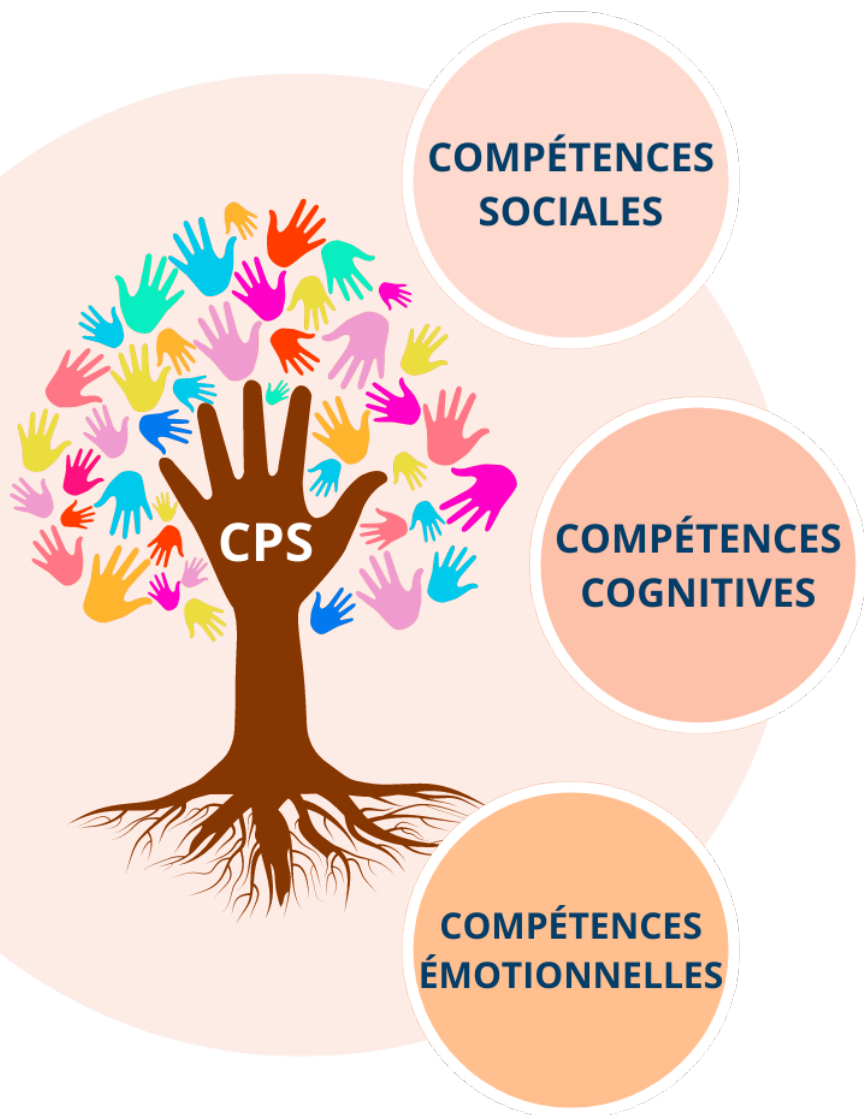 COMPÉTENCES
SOCIALES
CPS
COMPÉTENCES
COGNITIVES
COMPÉTENCES
ÉMOTIONNELLES